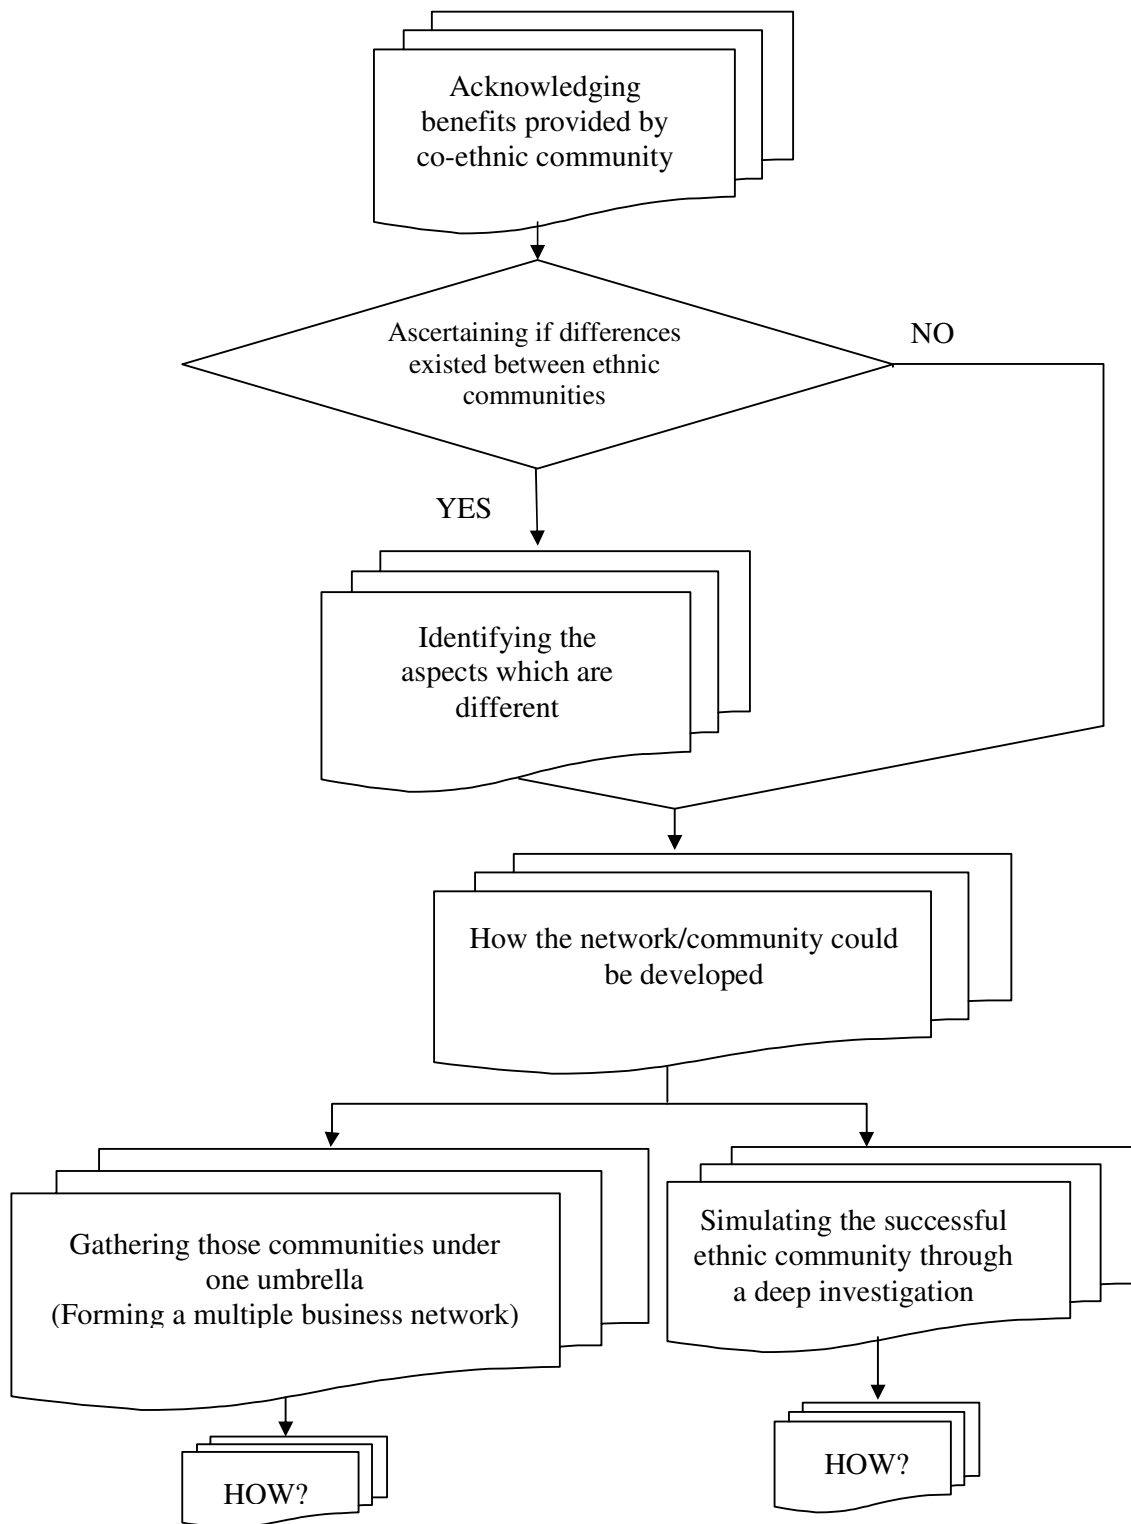 Acknowledging
benefits provided by
co-ethnic community
Ascertaining if differences
existed between ethnic
communities
NO
YES
Identifying the
aspects which are
different
How the network/community could
be developed
Gathering those communities under
one umbrella
(Forming a multiple business network)
Simulating the successful
ethnic community through
a deep investigation
HOW?
HOW?